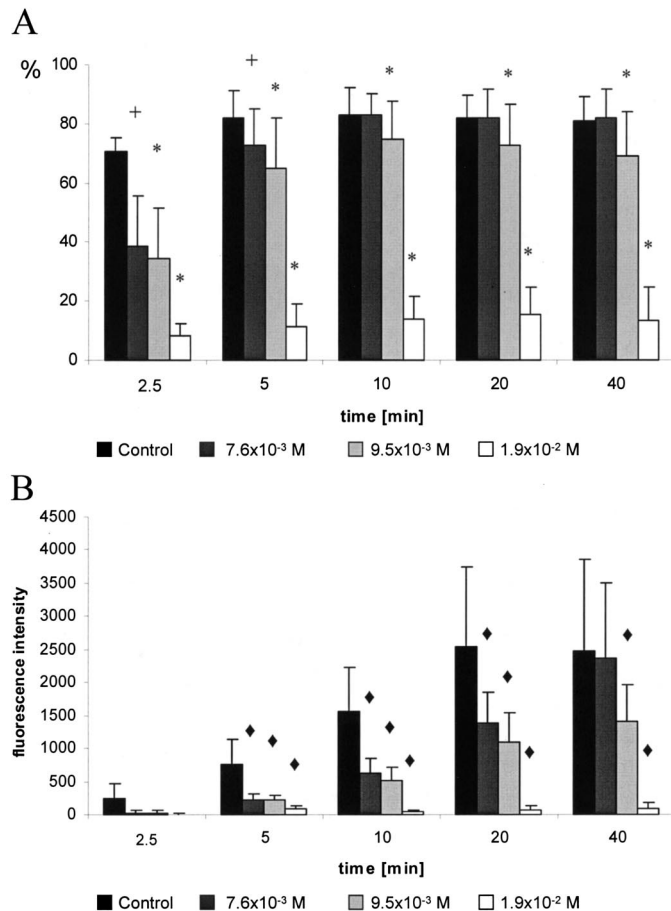 A
%
100
80
60
40
20
0
+ * *
+ * *
* *
* *
* *
2.5 5 10 20 40
time [min]
Control 7.6x10⁻³ M 9.5x10⁻³ M 1.9x10⁻² M
B
fluorescence intensity
4500
4000
3500
3000
2500
2000
1500
1000
500
0
♦ ♦ ♦
♦ ♦ ♦
♦ ♦ ♦
♦ ♦
2.5 5 10 20 40
time [min]
Control 7.6x10⁻³ M 9.5x10⁻³ M 1.9x10⁻² M